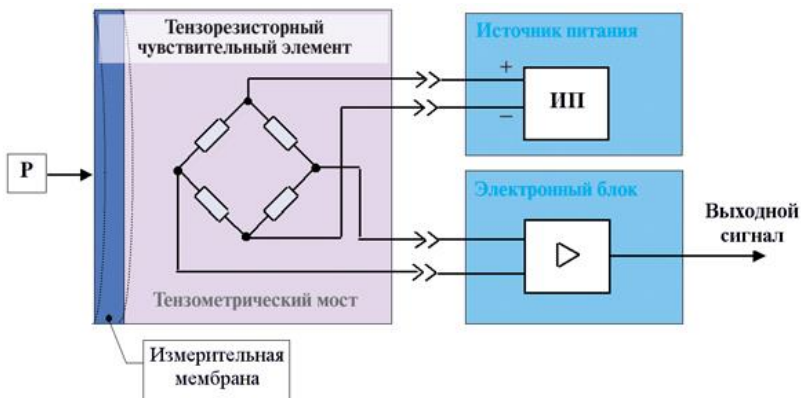 Тензорезисторный
чувствительный элемент
Источник питания
+
−
ИП
P
Электронный блок
Выходной
сигнал
Тензометрический мост
Измерительная
мембрана